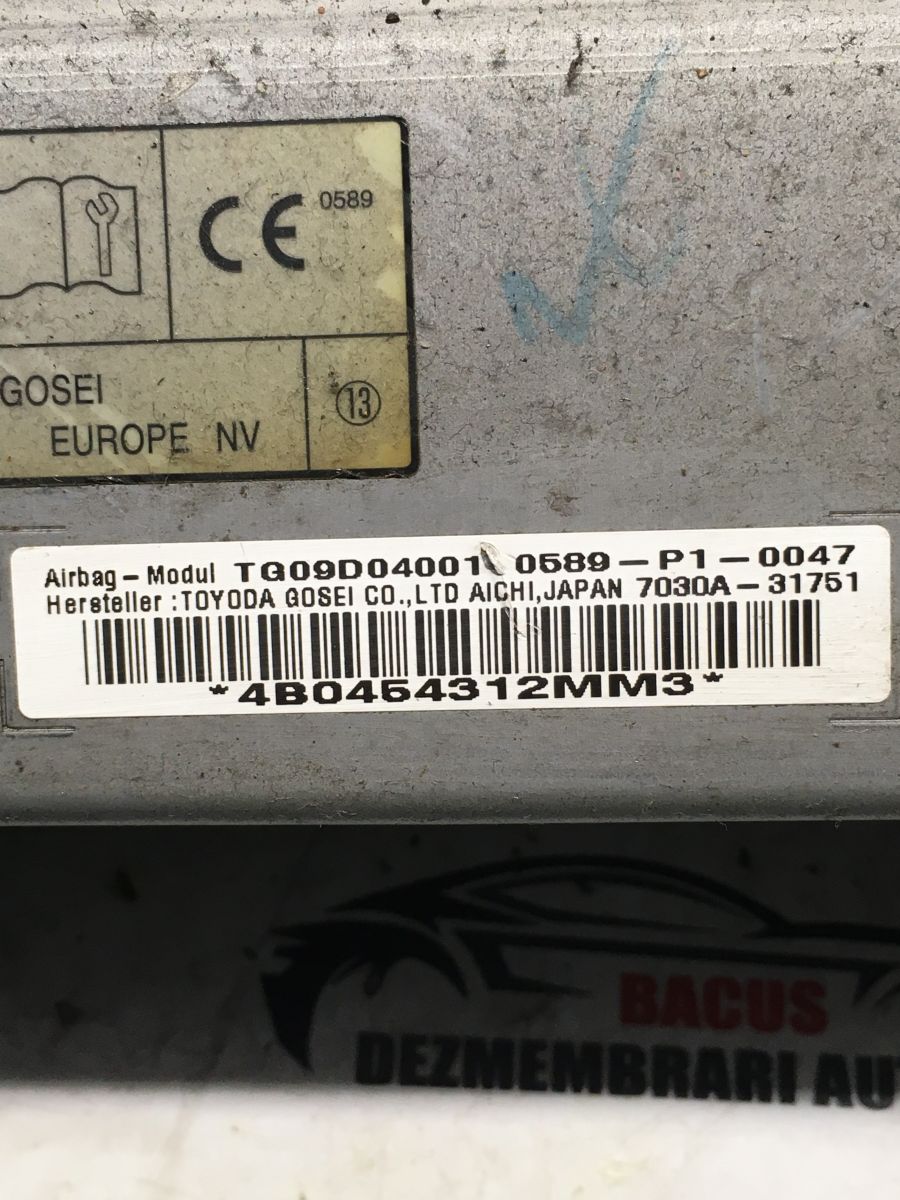 CE 0589
GOSEI
EUROPE NV
13
Airbag-Modul TG09D04001 0589-P1-0047
Hersteller :TOYODA GOSEI CO.,LTD AICHI,JAPAN 7030A-31751
*4B0454312MM3*
BACUS
DEZMEMBRARI